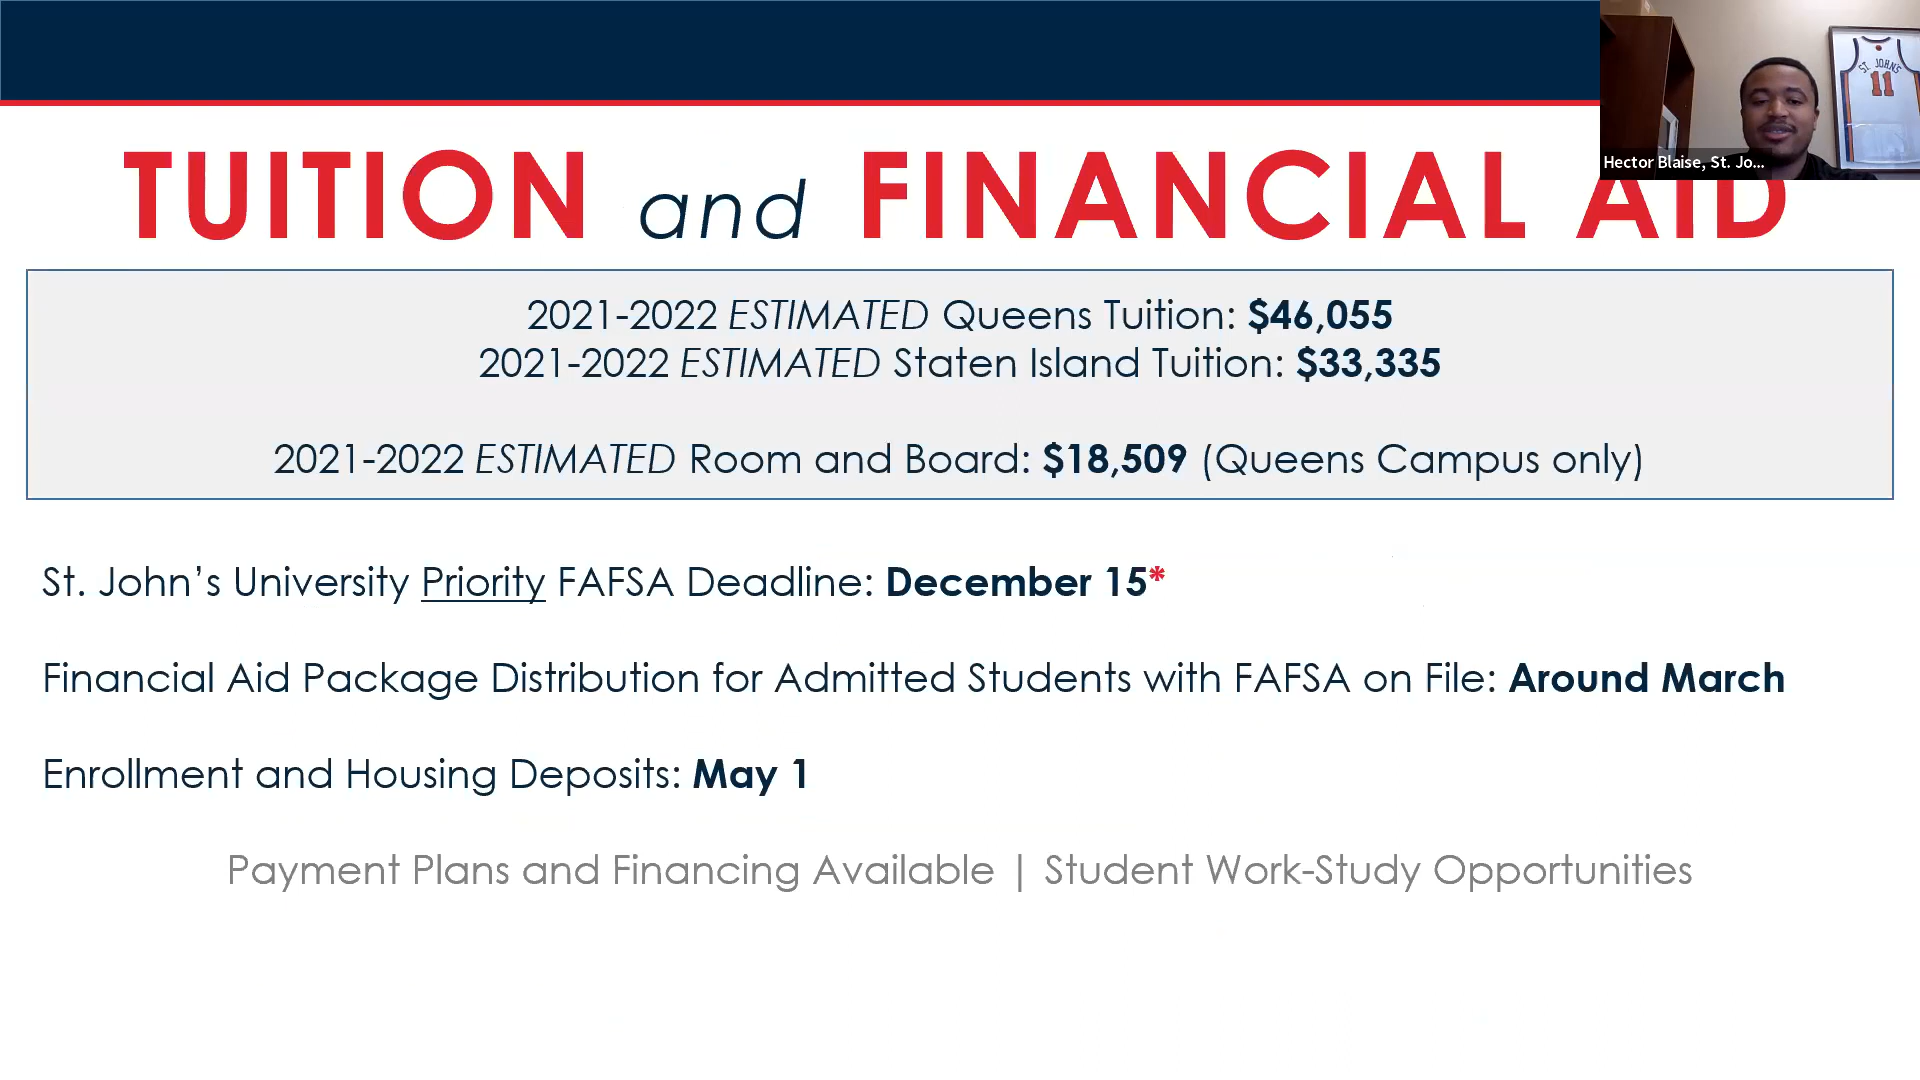 ST. JOHN'S
11
Hector Blaise, St. Jo...
TUITION and FINANCIAL AID
2021-2022 ESTIMATED Queens Tuition: $46,055
2021-2022 ESTIMATED Staten Island Tuition: $33,335
2021-2022 ESTIMATED Room and Board: $18,509 (Queens Campus only)
St. John’s University Priority FAFSA Deadline: December 15*
Financial Aid Package Distribution for Admitted Students with FAFSA on File: Around March
Enrollment and Housing Deposits: May 1
Payment Plans and Financing Available | Student Work-Study Opportunities